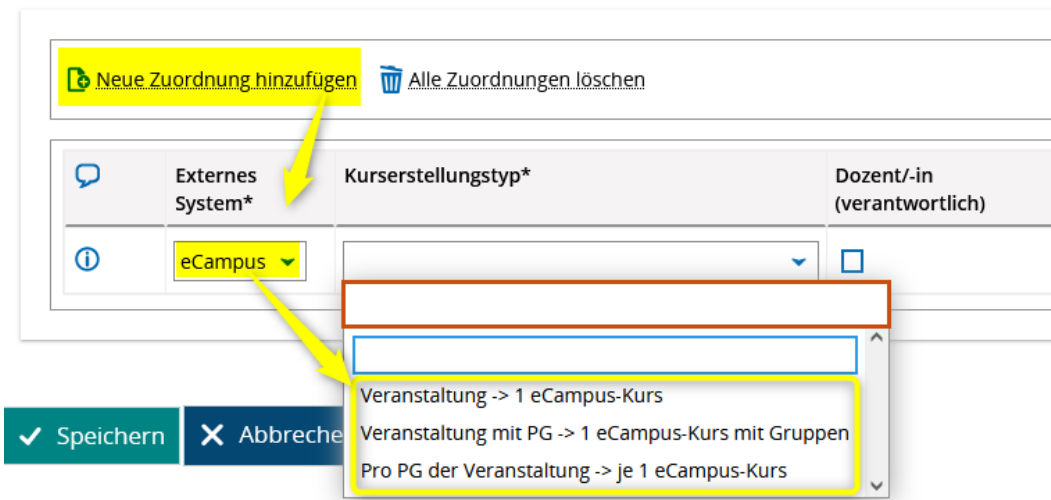 Neue Zuordnung hinzufügen Alle Zuordnungen löschen
Externes System* Kurserstellungstyp* Dozent/-in (verantwortlich)
eCampus
Veranstaltung -> 1 eCampus-Kurs
Veranstaltung mit PG -> 1 eCampus-Kurs mit Gruppen
Pro PG der Veranstaltung -> je 1 eCampus-Kurs
Speichern Abbreche